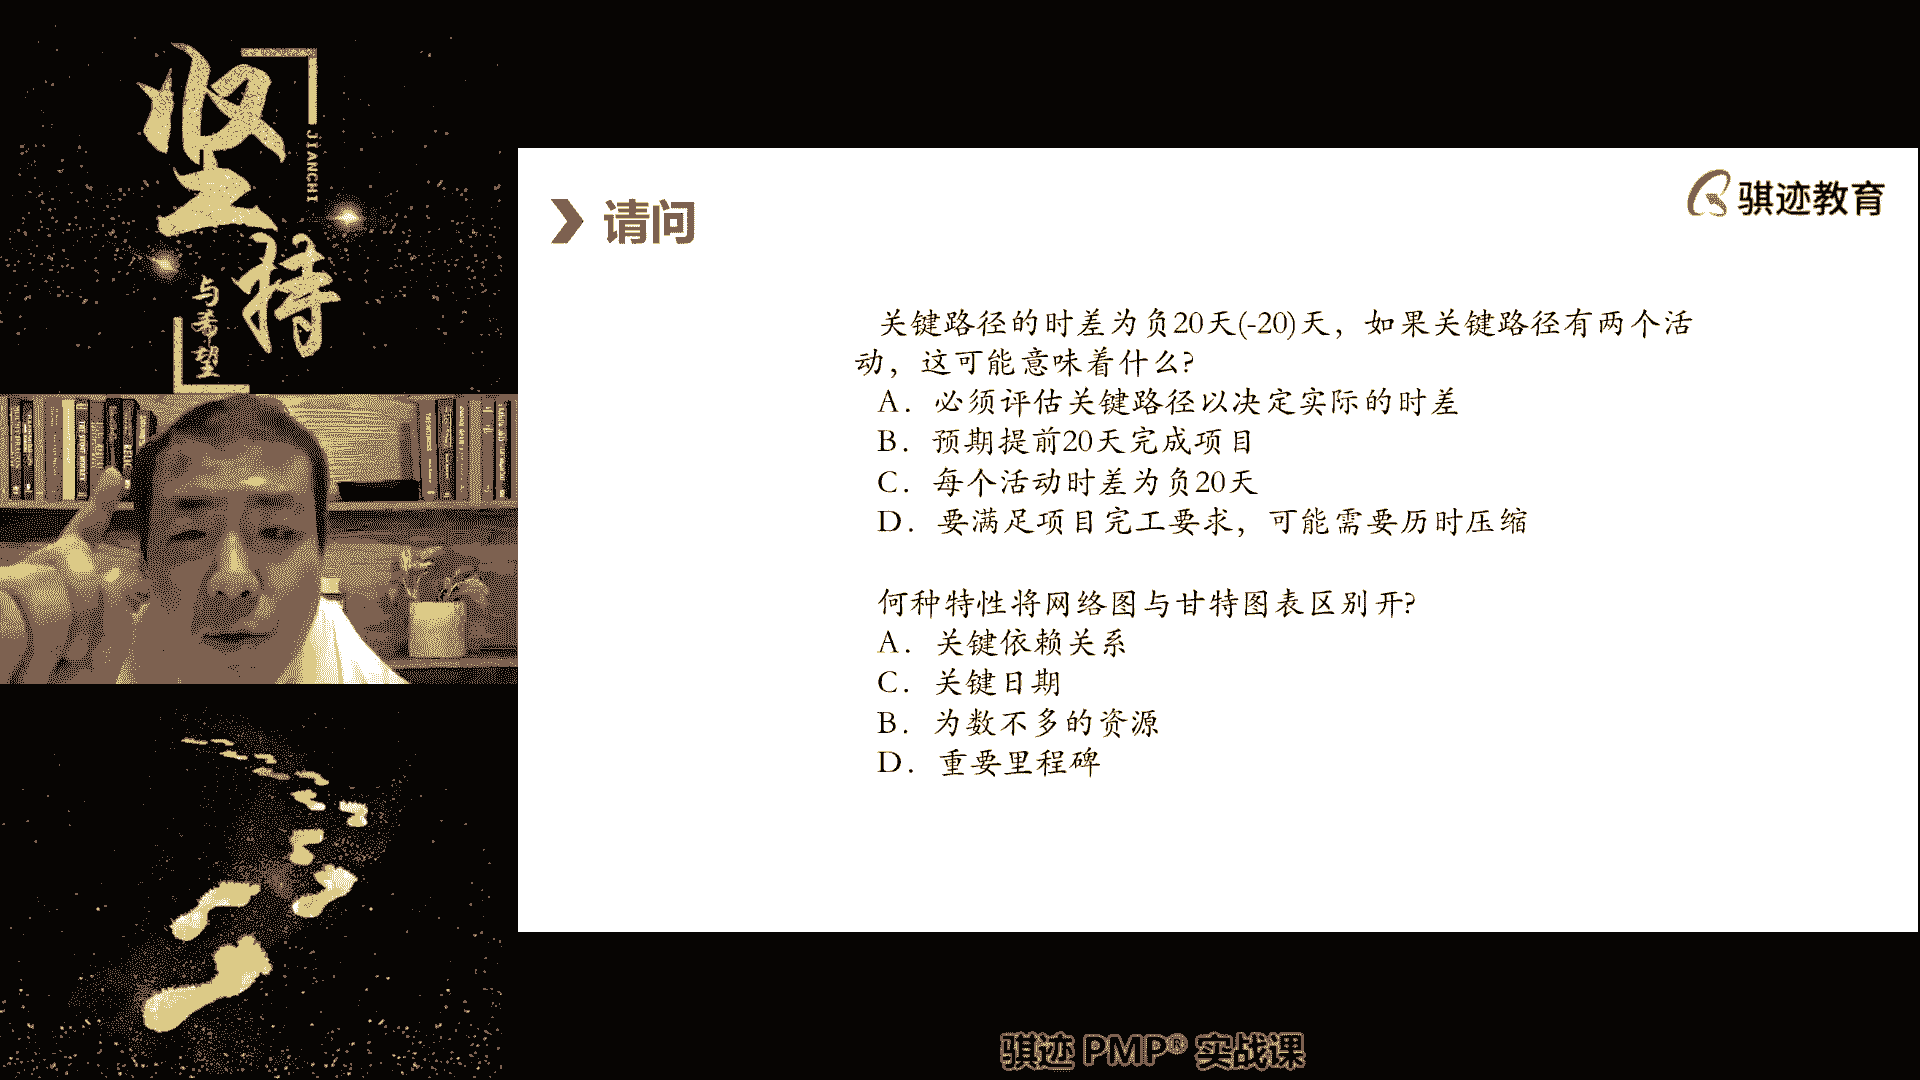 坚持
JIANCHI
与希望
请问
骐迹教育
关键路径的时差为负20天(-20)天，如果关键路径有两个活
动，这可能意味着什么?
A．必须评估关键路径以决定实际的时差
B．预期提前20天完成项目
C．每个活动时差为负20天
D．要满足项目完工要求，可能需要历时压缩
何种特性将网络图与甘特图表区别开?
A．关键依赖关系
C．关键日期
B．为数不多的资源
D．重要里程碑
骐迹 PMP® 实战课